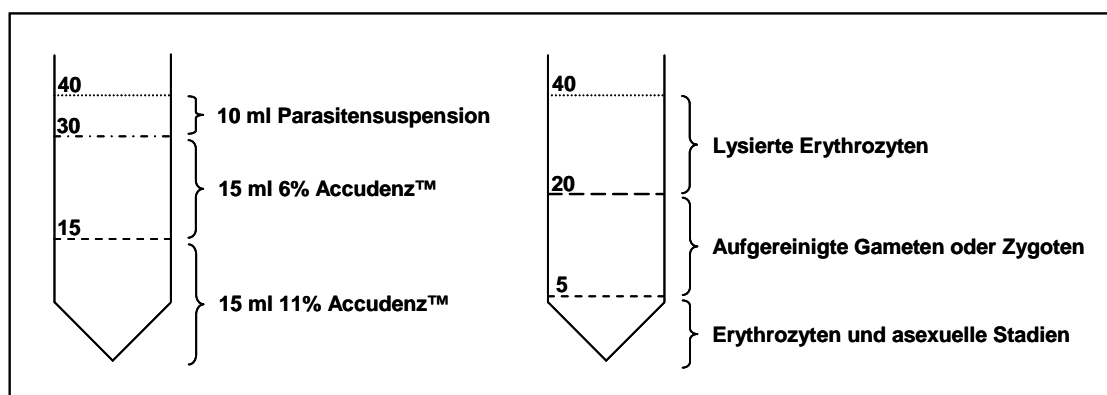 40
10 ml Parasitensuspension
30
15 ml 6% Accudenz™
15
15 ml 11% Accudenz™
40
Lysierte Erythrozyten
20
Aufgereinigte Gameten oder Zygoten
5
Erythrozyten und asexuelle Stadien